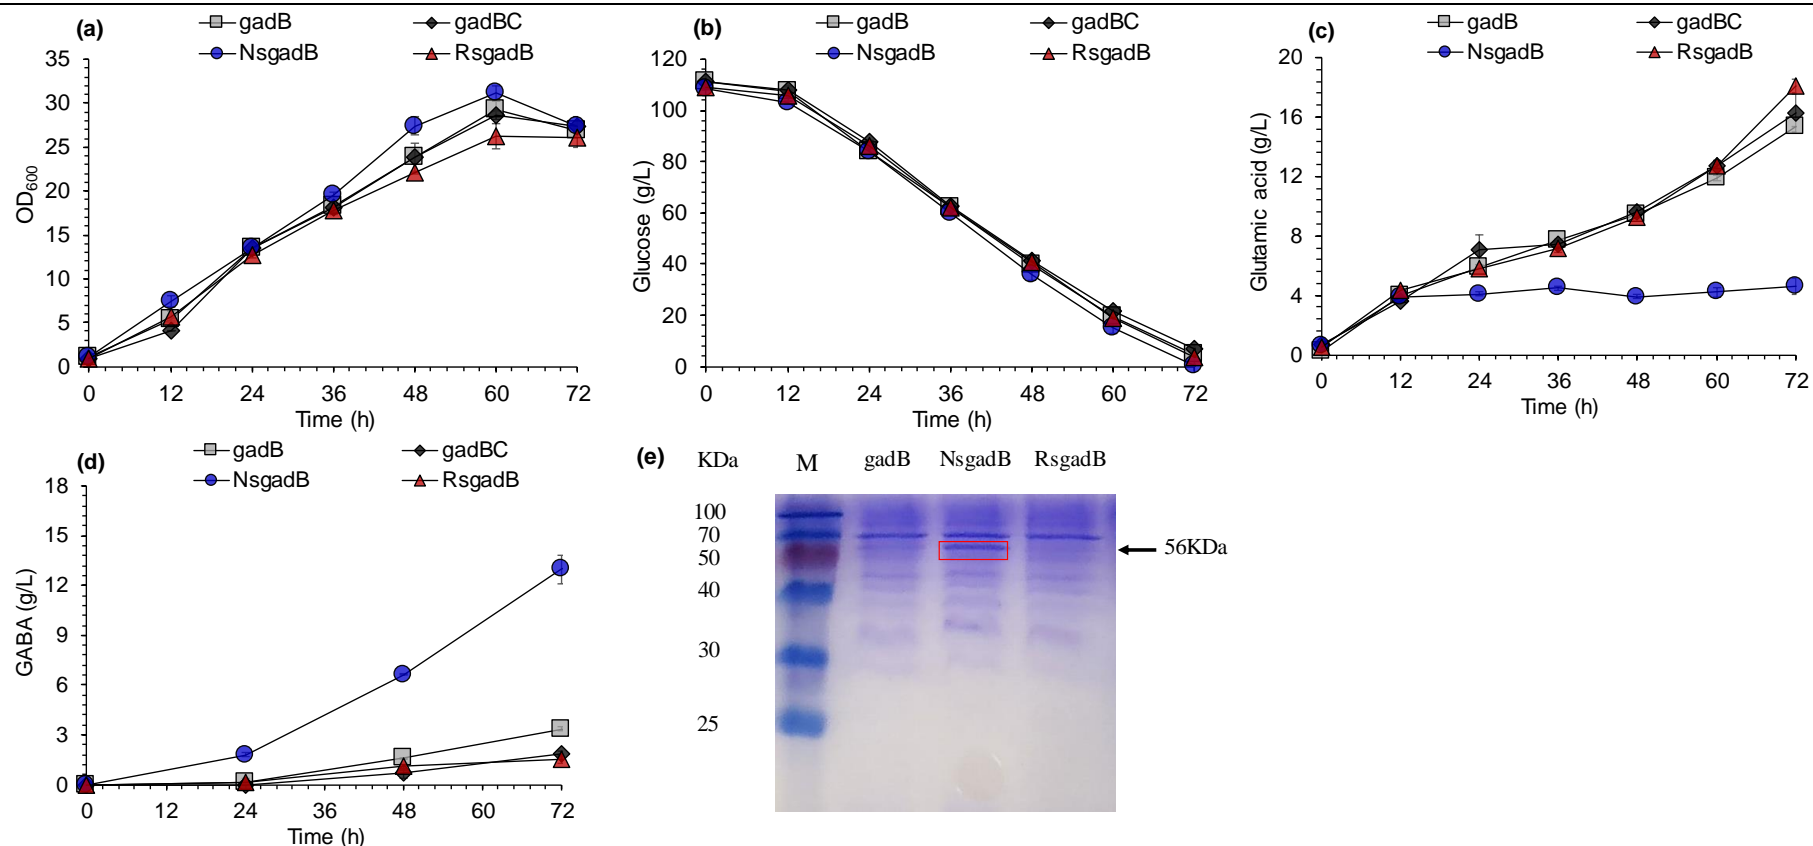 (a)
gadB
gadBC
NsgadB
RsgadB
35
30
25
20
15
10
5
0
OD600
0 12 24 36 48 60 72
Time (h)
(b)
gadB
gadBC
NsgadB
RsgadB
120
100
80
60
40
20
0
Glucose (g/L)
0 12 24 36 48 60 72
Time (h)
(c)
gadB
gadBC
NsgadB
RsgadB
20
16
12
8
4
0
Glutamic acid (g/L)
0 12 24 36 48 60 72
Time (h)
(d)
gadB
gadBC
NsgadB
RsgadB
18
15
12
9
6
3
0
GABA (g/L)
0 12 24 36 48 60 72
Time (h)
(e)
KDa M gadB NsgadB RsgadB
100
70
50
40
30
25
56KDa